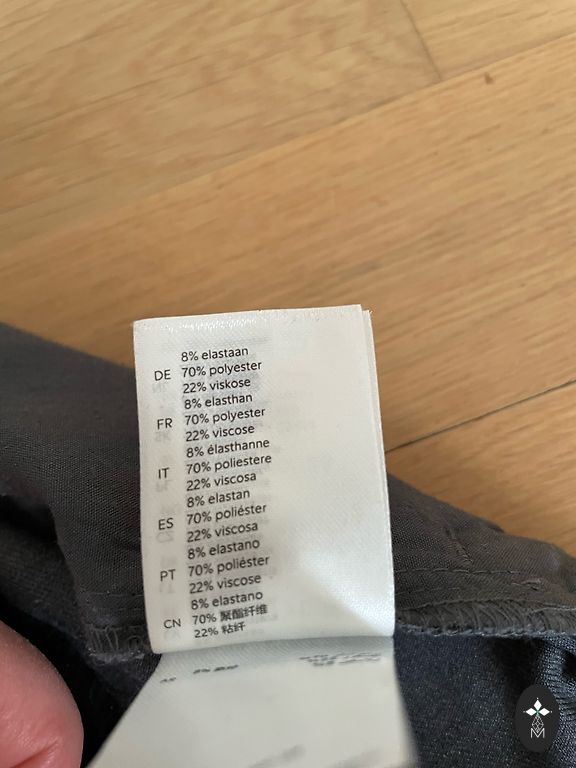 8% elastaan
DE 70% polyester
22% viskose
8% elasthan
FR 70% polyester
22% viscose
8% élasthanne
IT 70% poliestere
22% viscosa
8% elastan
ES 70% poliéster
22% viscosa
8% elastano
PT 70% poliéster
22% viscose
8% elastano
CN 70% 聚酯纤维
22% 粘纤
M